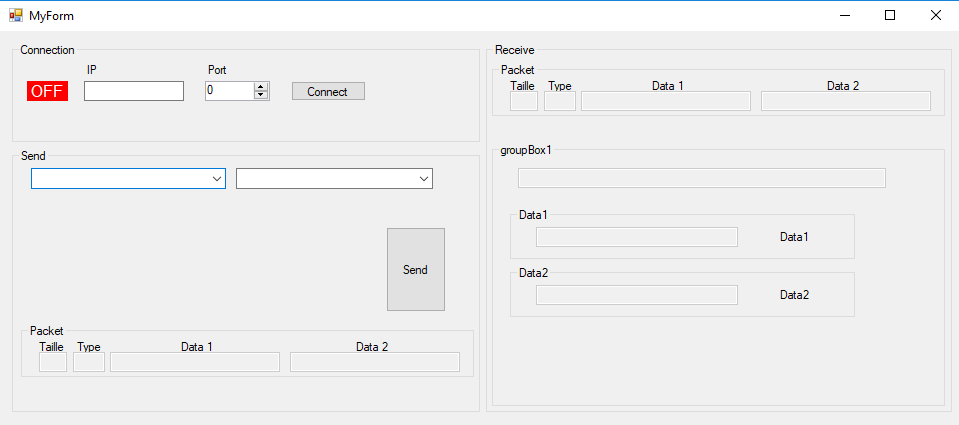 MyForm
Connection
IP Port
OFF 0 Connect
Send
Send
Packet
Taille Type Data 1 Data 2
Receive
Packet
Taille Type Data 1 Data 2
groupBox1
Data1
Data1
Data2
Data2